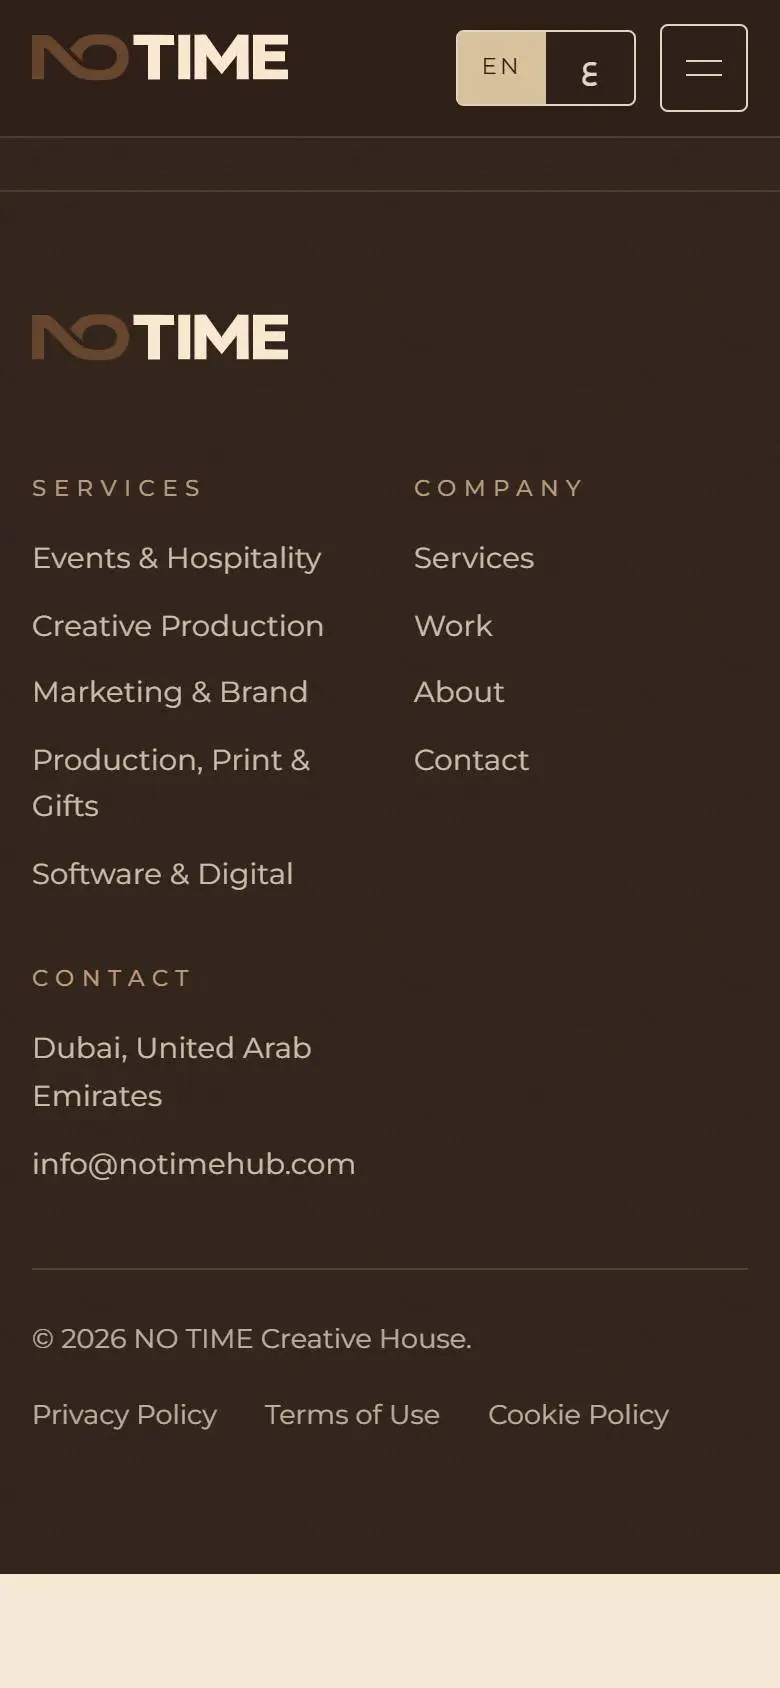 NOTIME
EN
ع
NOTIME
SERVICES
Events & Hospitality
Creative Production
Marketing & Brand
Production, Print &
Gifts
Software & Digital
COMPANY
Services
Work
About
Contact
CONTACT
Dubai, United Arab
Emirates
info@notimehub.com
© 2026 NO TIME Creative House.
Privacy Policy
Terms of Use
Cookie Policy